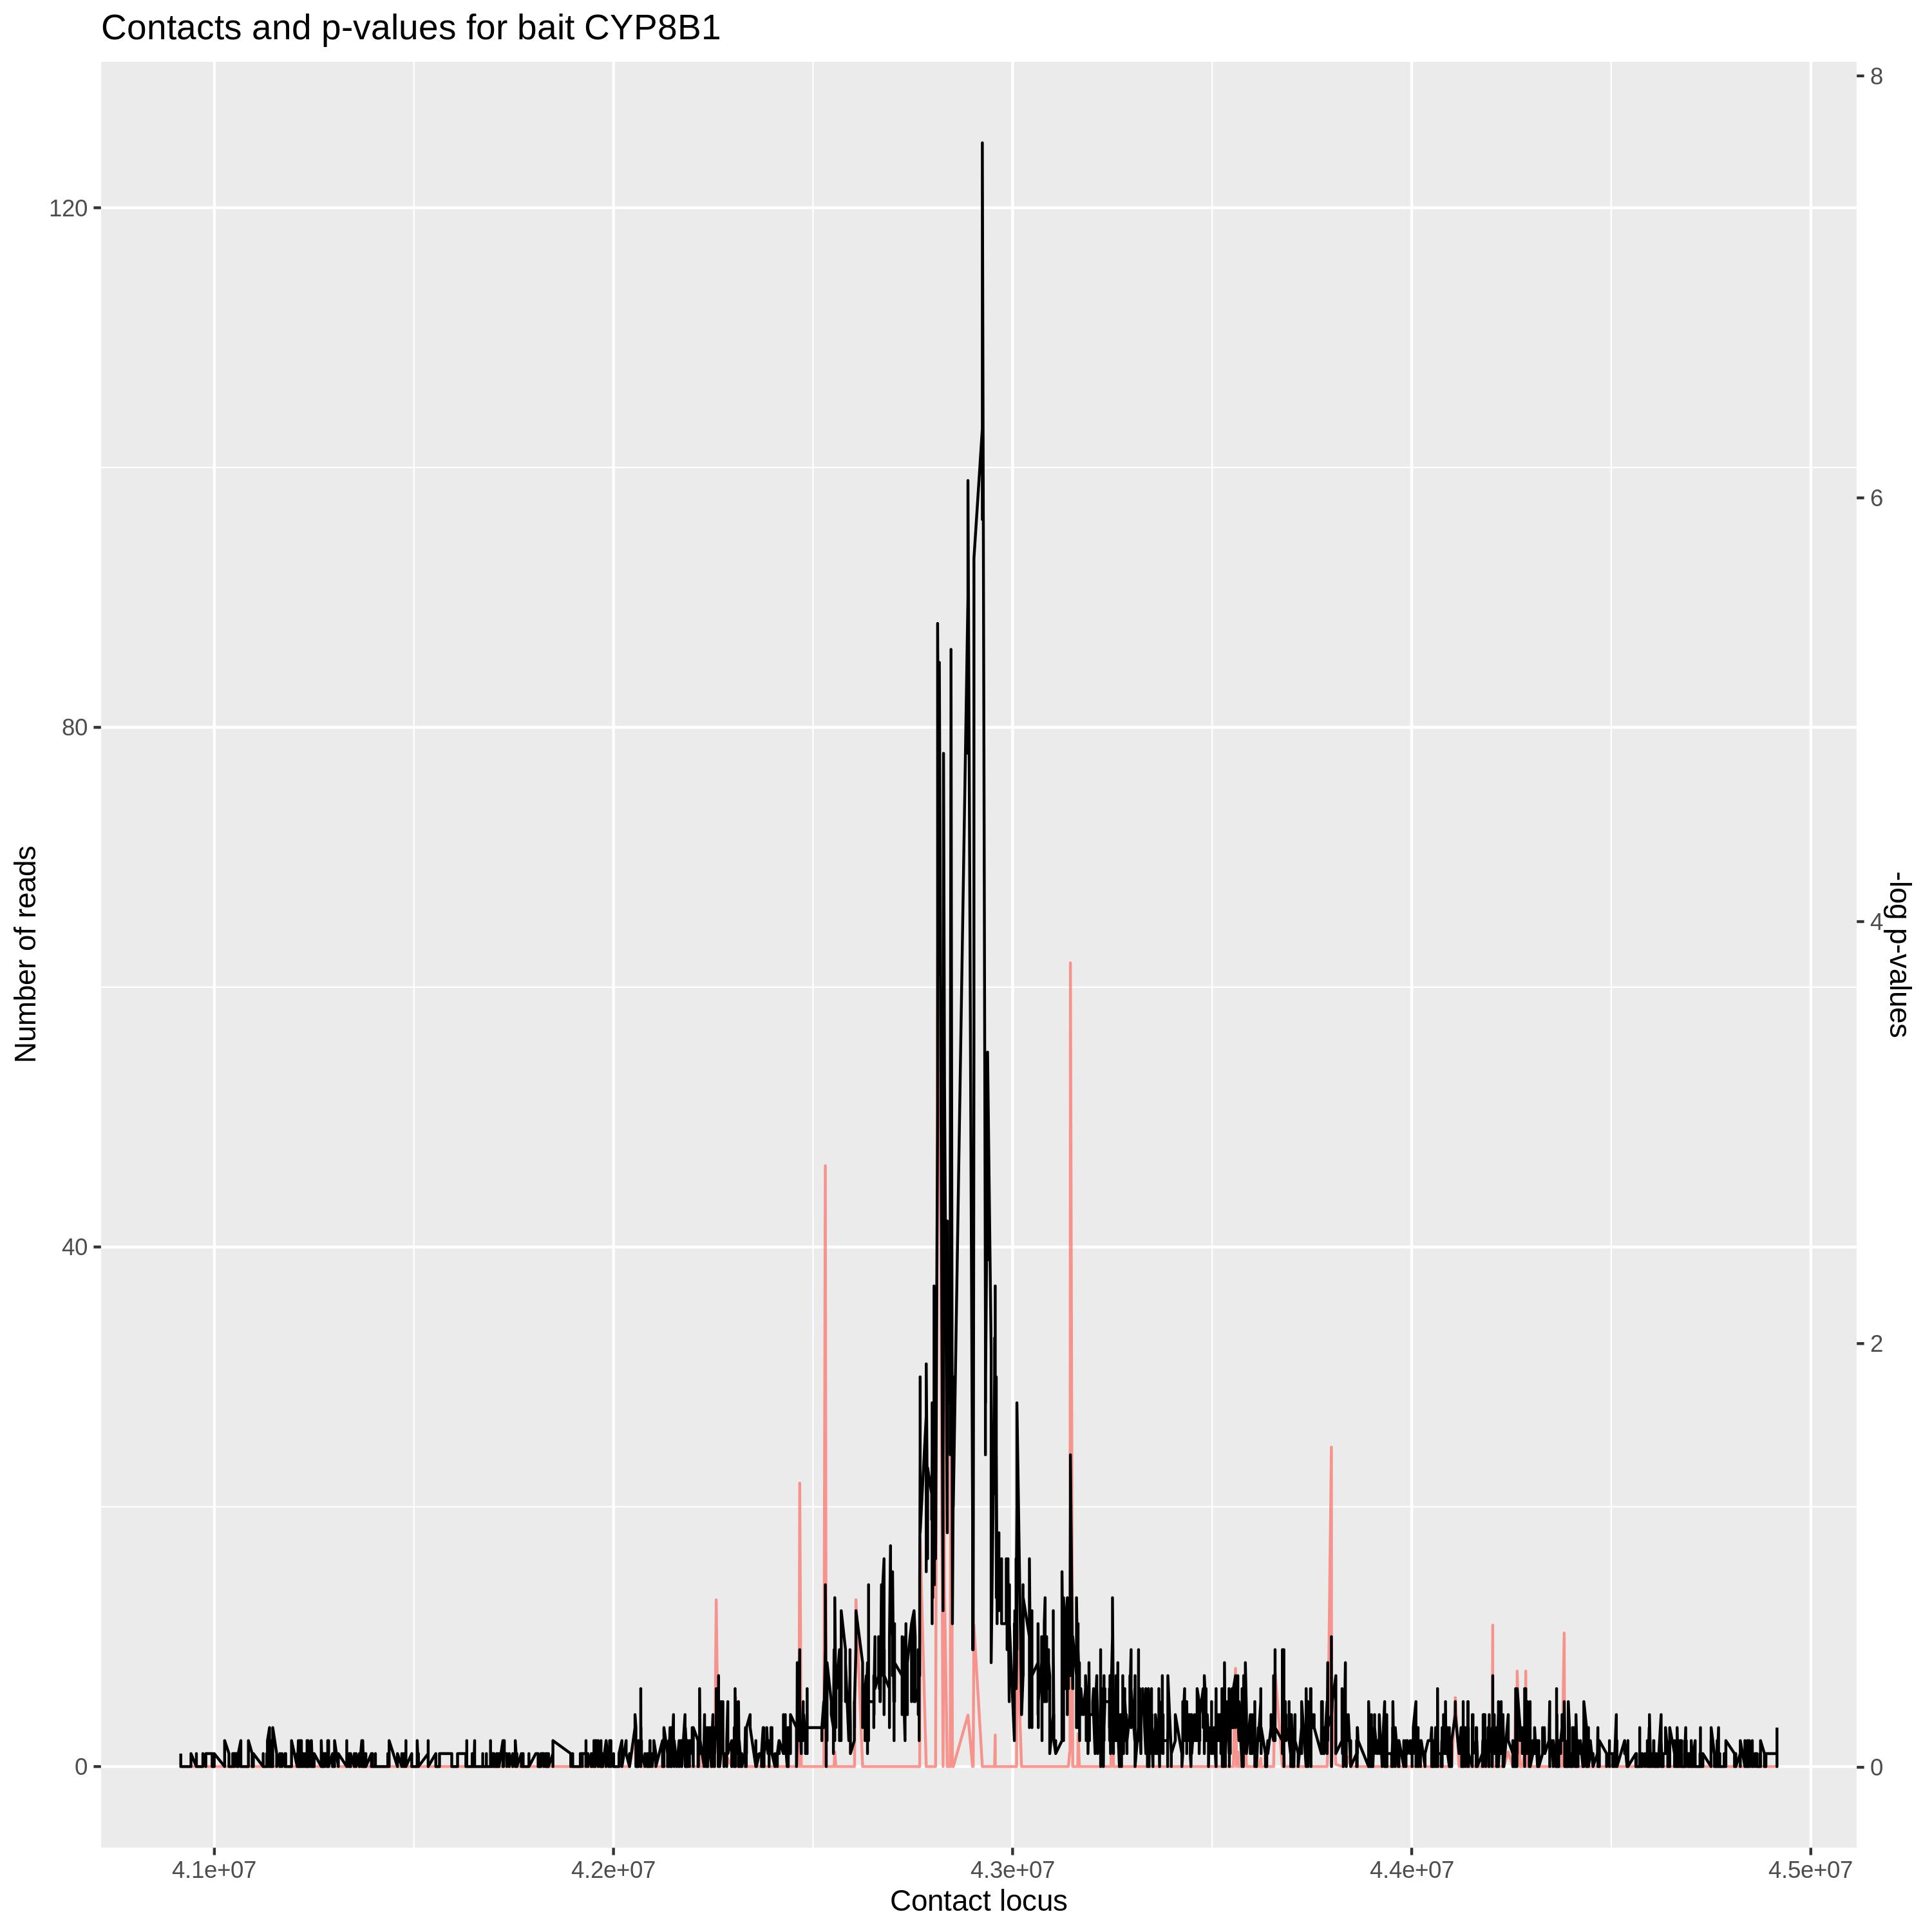 Contacts and p-values for bait CYP8B1
120
80
40
0
Number of reads
8
6
4
2
0
-log p-values
4.1e+07
4.2e+07
4.3e+07
4.4e+07
4.5e+07
Contact locus